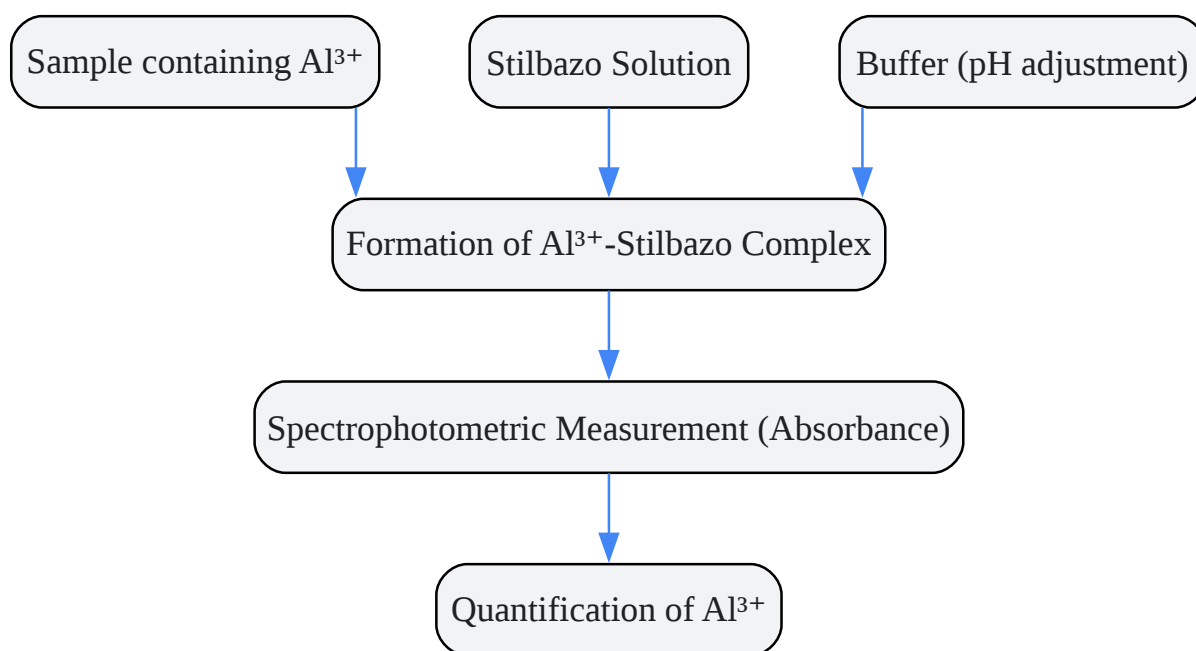 Sample containing Al³⁺
Stilbazo Solution
Buffer (pH adjustment)
Formation of Al³⁺-Stilbazo Complex
Spectrophotometric Measurement (Absorbance)
Quantification of Al³⁺